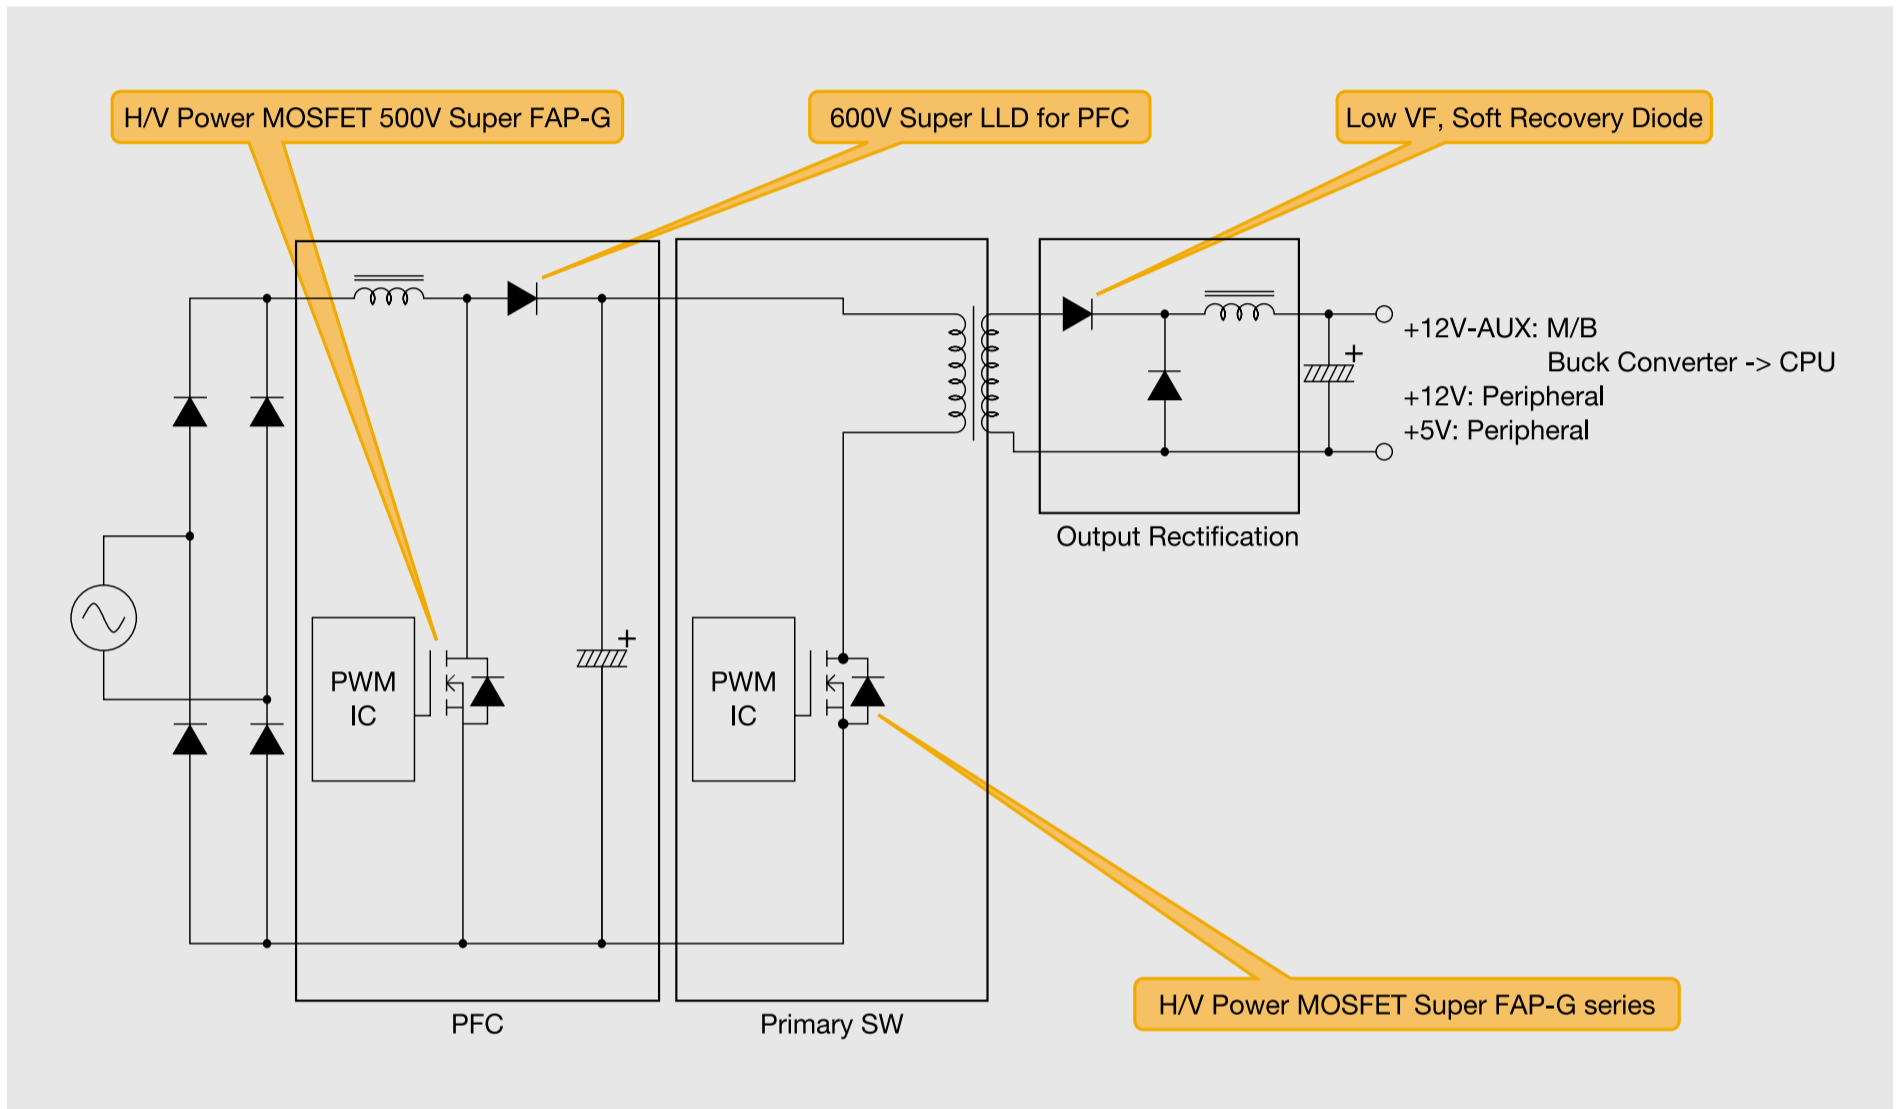 H/V Power MOSFET 500V Super FAP-G
600V Super LLD for PFC
Low VF, Soft Recovery Diode
+12V-AUX: M/B
Buck Converter -> CPU
+12V: Peripheral
+5V: Peripheral
Output Rectification
+
+
PWM
IC
PWM
IC
H/V Power MOSFET Super FAP-G series
PFC
Primary SW